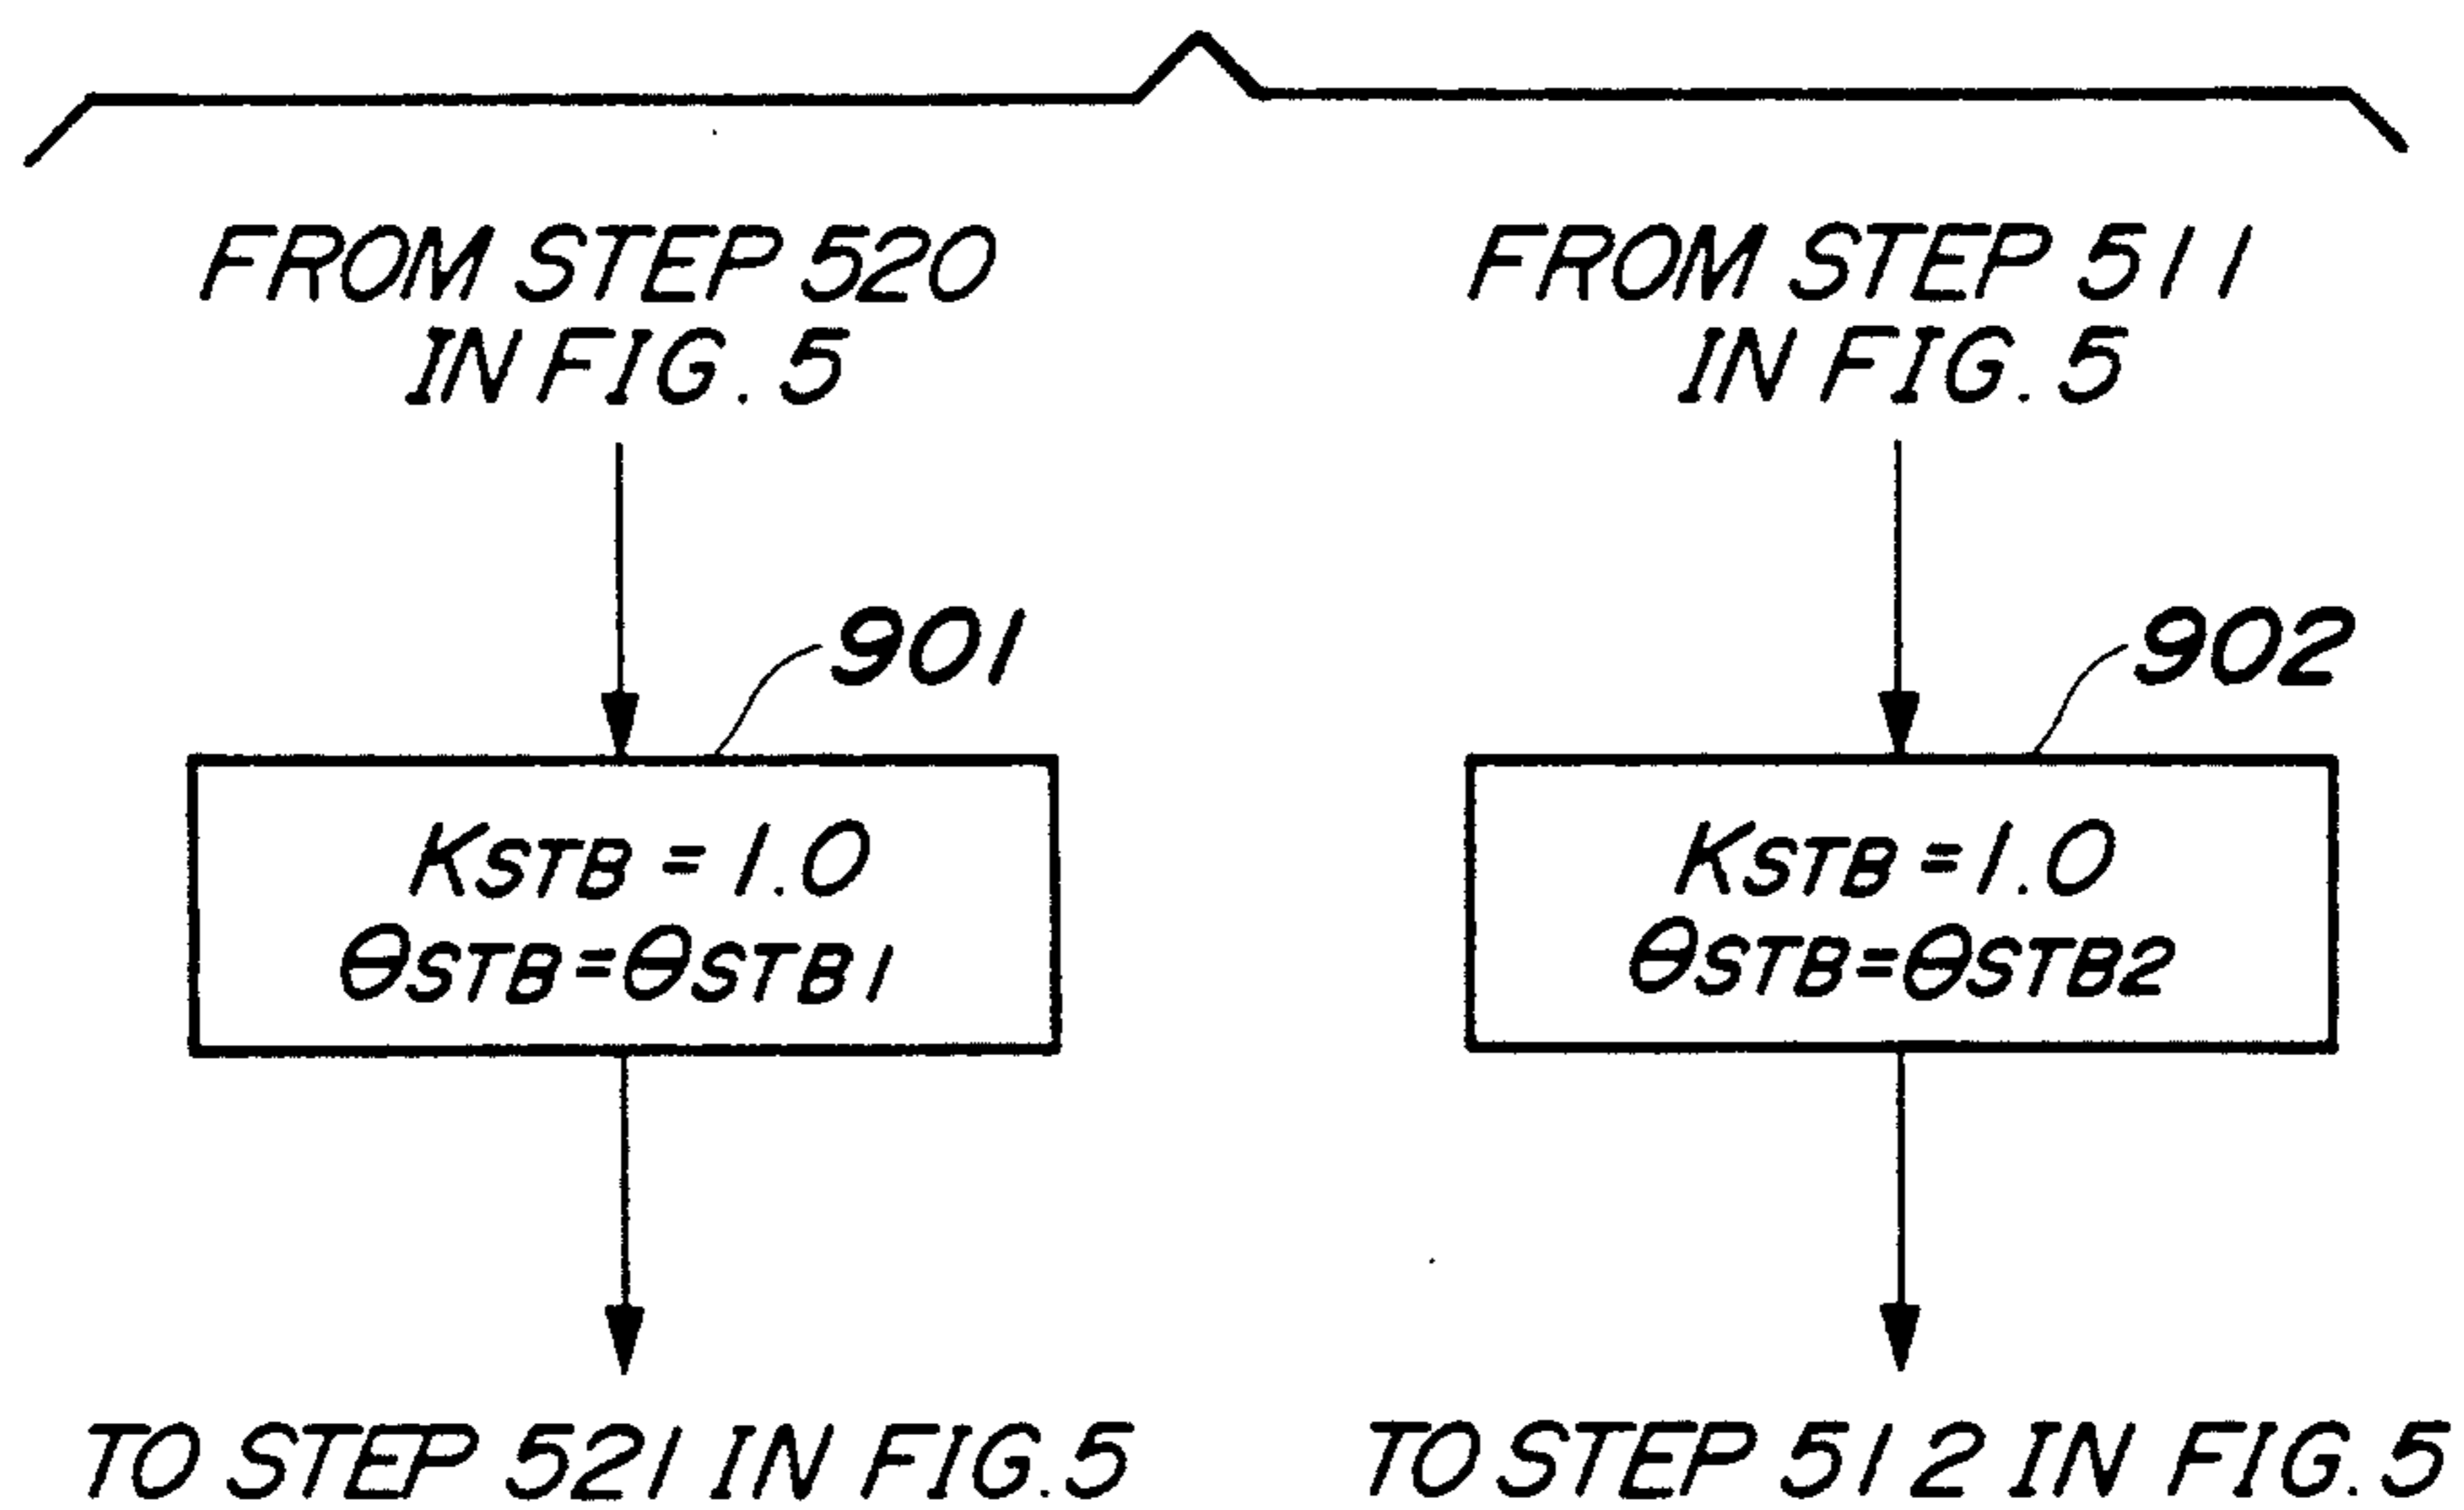 FROM STEP 520
IN FIG. 5
901
KSTB = 1.0
θSTB=θSTB1
TO STEP 521 IN FIG.5
FROM STEP 511
IN FIG. 5
902
KSTB=1.0
θSTB=θSTB2
TO STEP 512 IN FIG.5